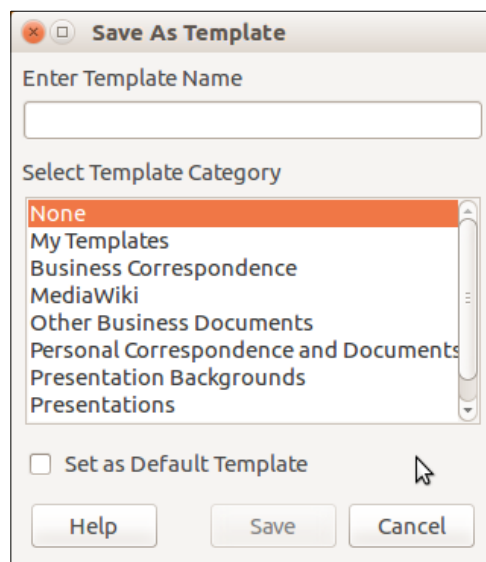 Save As Template
Enter Template Name
Select Template Category
None
My Templates
Business Correspondence
MediaWiki
Other Business Documents
Personal Correspondence and Documents
Presentation Backgrounds
Presentations
Set as Default Template
Help Save Cancel